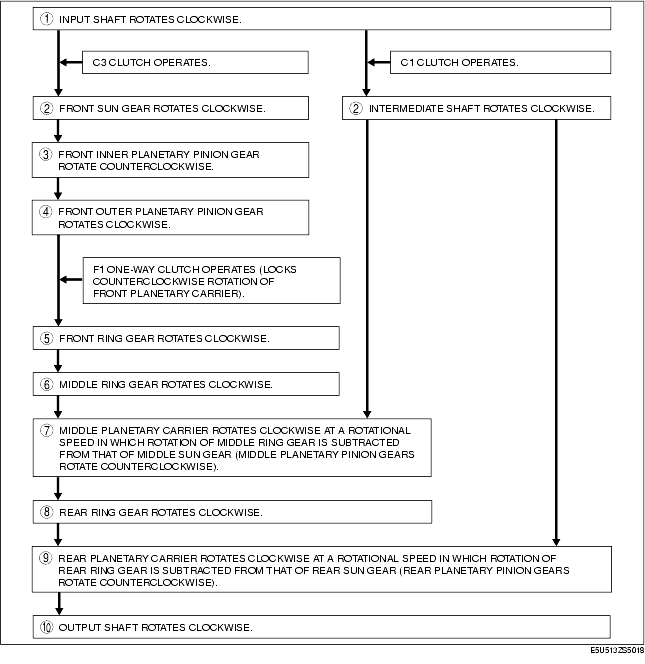 ① INPUT SHAFT ROTATES CLOCKWISE.
C3 CLUTCH OPERATES.
C1 CLUTCH OPERATES.
② FRONT SUN GEAR ROTATES CLOCKWISE.
② INTERMEDIATE SHAFT ROTATES CLOCKWISE.
③ FRONT INNER PLANETARY PINION GEAR
ROTATE COUNTERCLOCKWISE.
④ FRONT OUTER PLANETARY PINION GEAR
ROTATES CLOCKWISE.
F1 ONE-WAY CLUTCH OPERATES (LOCKS
COUNTERCLOCKWISE ROTATION OF
FRONT PLANETARY CARRIER).
⑤ FRONT RING GEAR ROTATES CLOCKWISE.
⑥ MIDDLE RING GEAR ROTATES CLOCKWISE.
⑦ MIDDLE PLANETARY CARRIER ROTATES CLOCKWISE AT A ROTATIONAL
SPEED IN WHICH ROTATION OF MIDDLE RING GEAR IS SUBTRACTED
FROM THAT OF MIDDLE SUN GEAR (MIDDLE PLANETARY PINION GEARS
ROTATE COUNTERCLOCKWISE).
⑧ REAR RING GEAR ROTATES CLOCKWISE.
⑨ REAR PLANETARY CARRIER ROTATES CLOCKWISE AT A ROTATIONAL SPEED IN WHICH ROTATION OF
REAR RING GEAR IS SUBTRACTED FROM THAT OF REAR SUN GEAR (REAR PLANETARY PINION GEARS
ROTATE COUNTERCLOCKWISE).
⑩ OUTPUT SHAFT ROTATES CLOCKWISE.
E5U513ZS5018